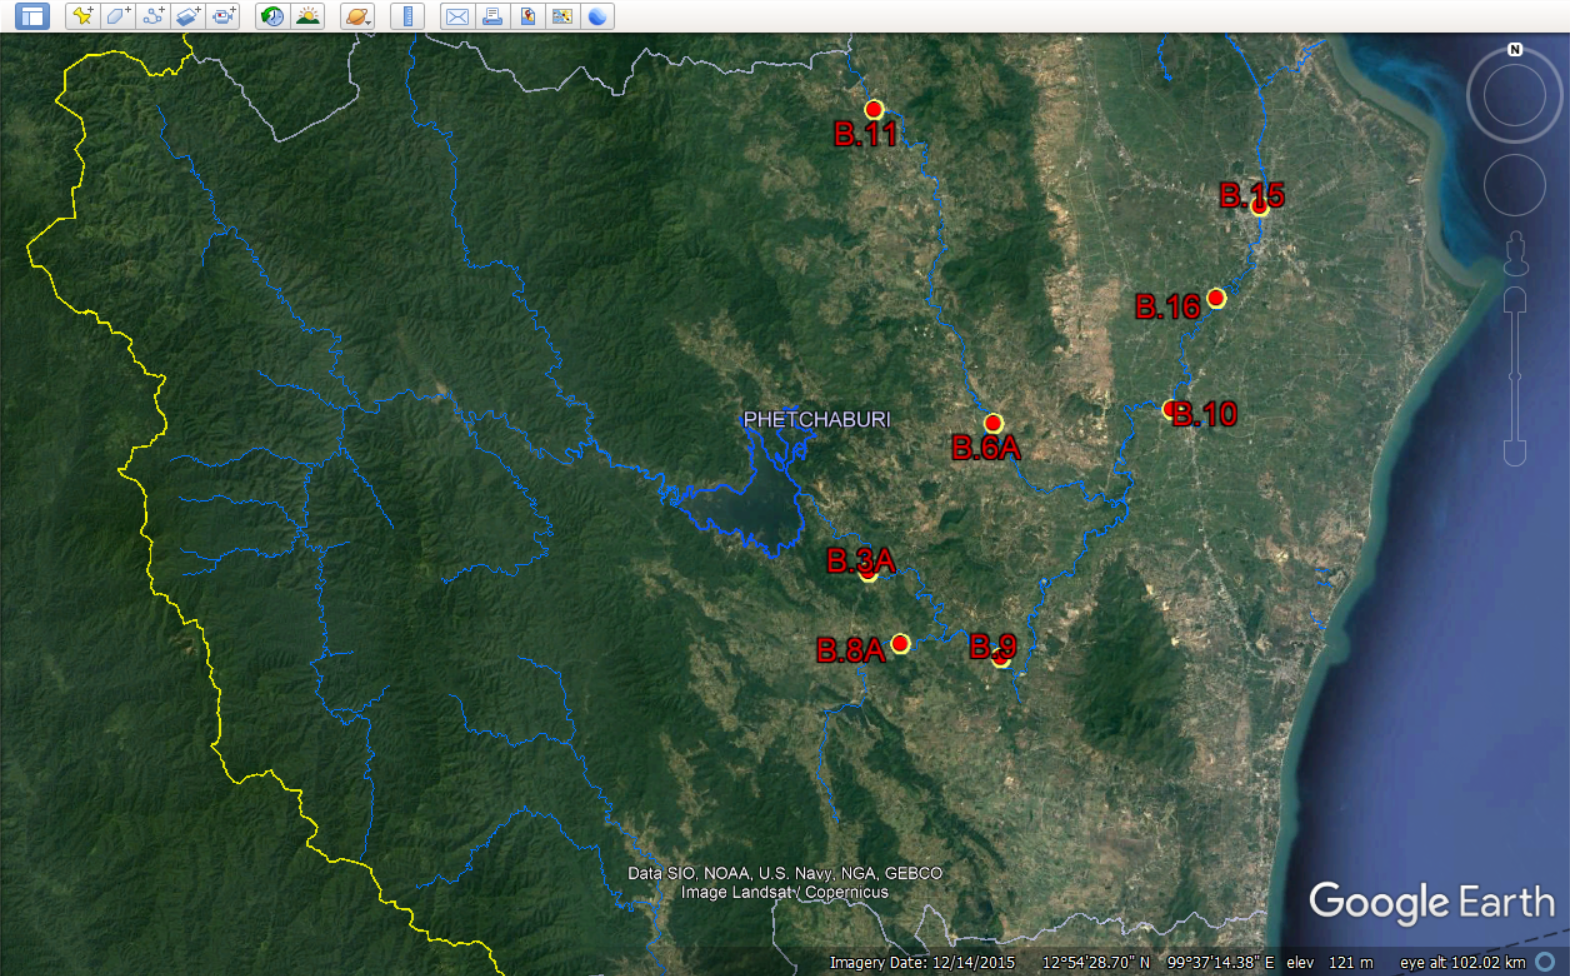 N
B.11
B.15
B.16
PHETCHABURI
B.10
B.6A
B.3A
B.8A
B.9
Data SIO, NOAA, U.S. Navy, NGA, GEBCO
Image Landsat / Copernicus
Google Earth
Imagery Date: 12/14/2015 12°54'28.70" N 99°37'14.38" E elev 121 m eye alt 102.02 km